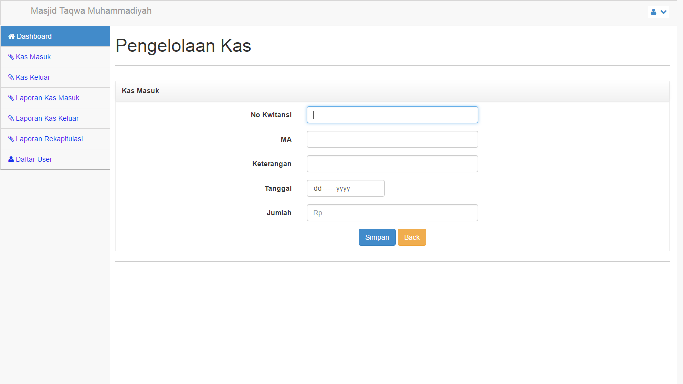 Masjid Taqwa Muhammadiyah
Dashboard
Kas Masuk
Kas Keluar
Laporan Kas Masuk
Laporan Kas Keluar
Laporan Rekapitulasi
Daftar User
Pengelolaan Kas
Kas Masuk
No Kwitansi
MA
Keterangan
Tanggal
dd yyyy
Jumlah
Rp
Simpan Back